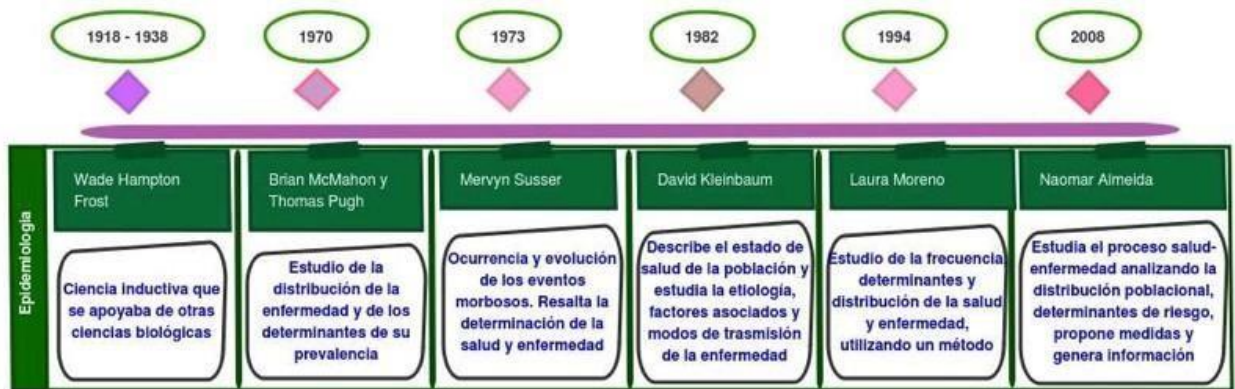 1918 - 1938
1970
1973
1982
1994
2008
Epidemiología
Wade Hampton
Frost
Brian McMahon y
Thomas Pugh
Mervyn Susser
David Kleinbaum
Laura Moreno
Naomar Almeida
Ciencia inductiva que
se apoyaba de otras
ciencias biológicas
Estudio de la
distribución de la
enfermedad y de los
determinantes de su
prevalencia
Ocurrencia y evolución
de los eventos
morbosos. Resalta la
determinación de la
salud y enfermedad
Describe el estado de
salud de la población y
estudia la etiología,
factores asociados y
modos de trasmisión
de la enfermedad
Estudio de la frecuencia,
determinantes y
distribución de la salud
y enfermedad,
utilizando un método
Estudia el proceso salud-
enfermedad analizando la
distribución poblacional,
determinantes de riesgo,
propone medidas y
genera información